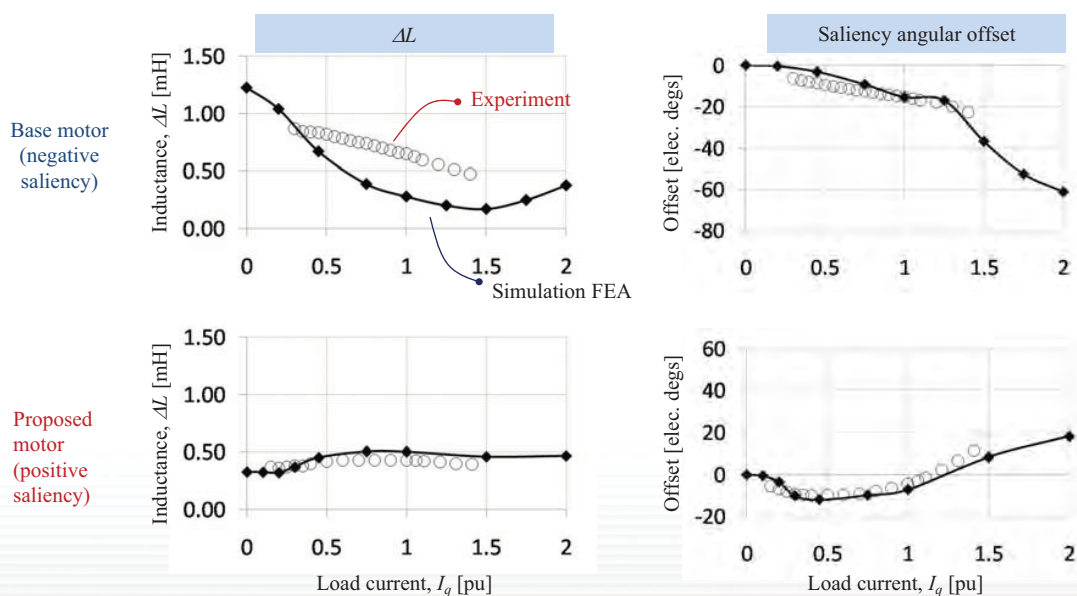 ΔL
Saliency angular offset
Base motor
(negative
saliency)
Inductance, ΔL [mH]
1.50
1.00
0.50
0.00
0
0.5
1
1.5
2
Experiment
Simulation FEA
Offset [elec. degs]
0
-20
-40
-60
-80
0
0.5
1
1.5
2
Proposed
motor
(positive
saliency)
Inductance, ΔL [mH]
1.50
1.00
0.50
0.00
0
0.5
1
1.5
2
Load current, Iq [pu]
Offset [elec. degs]
60
40
20
0
-20
0
0.5
1
1.5
2
Load current, Iq [pu]